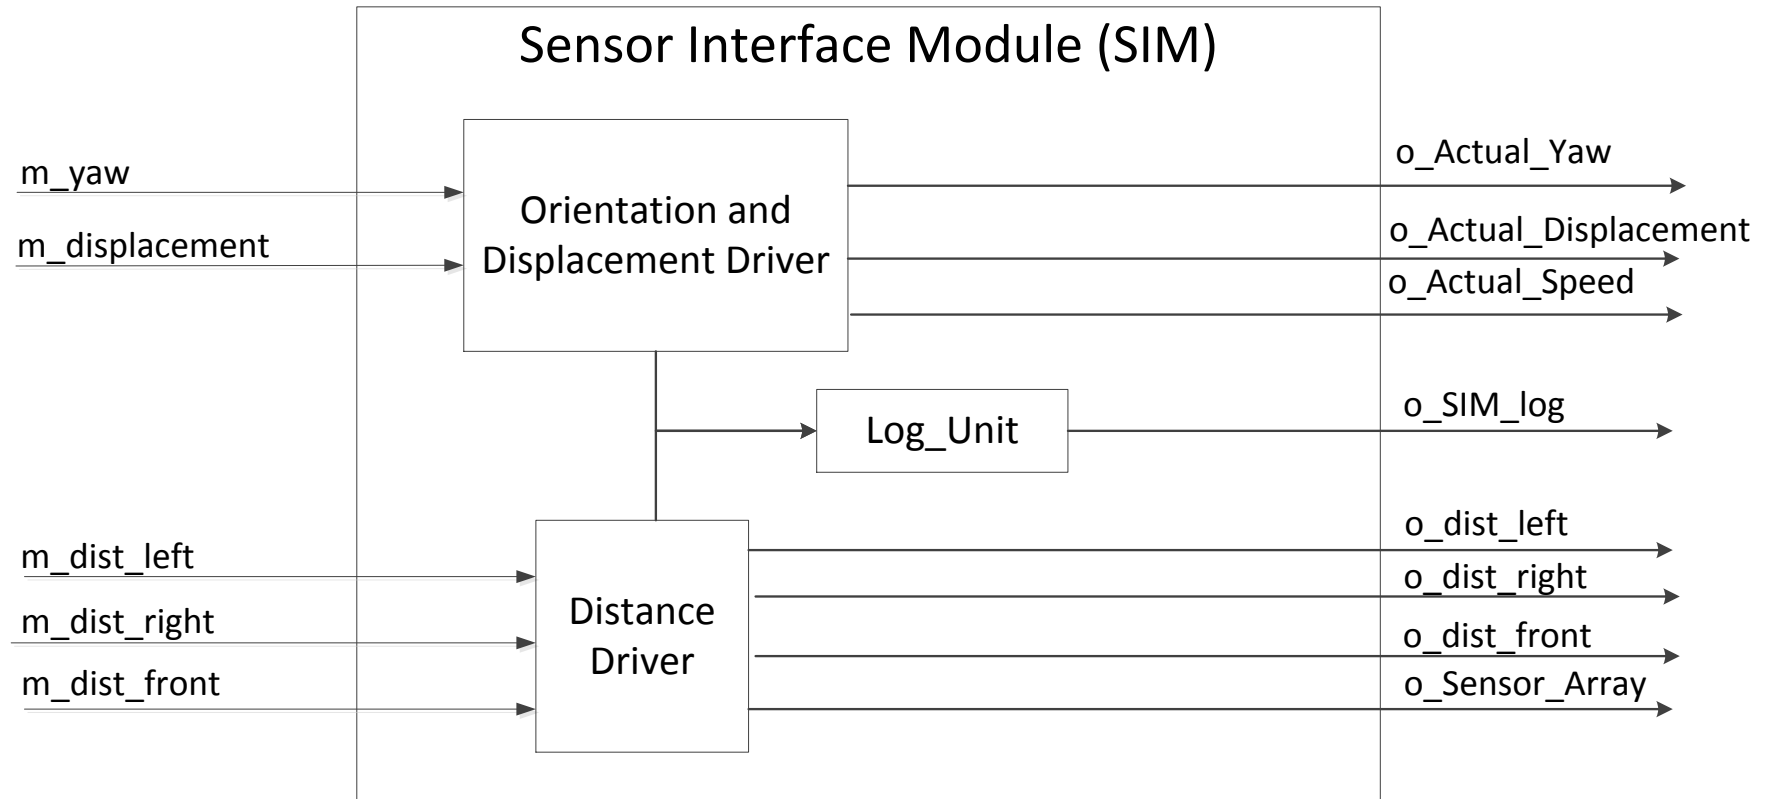 Sensor Interface Module (SIM)
m_yaw
m_displacement
Orientation and
Displacement Driver
o_Actual_Yaw
o_Actual_Displacement
o_Actual_Speed
Log_Unit
o_SIM_log
m_dist_left
m_dist_right
m_dist_front
Distance
Driver
o_dist_left
o_dist_right
o_dist_front
o_Sensor_Array